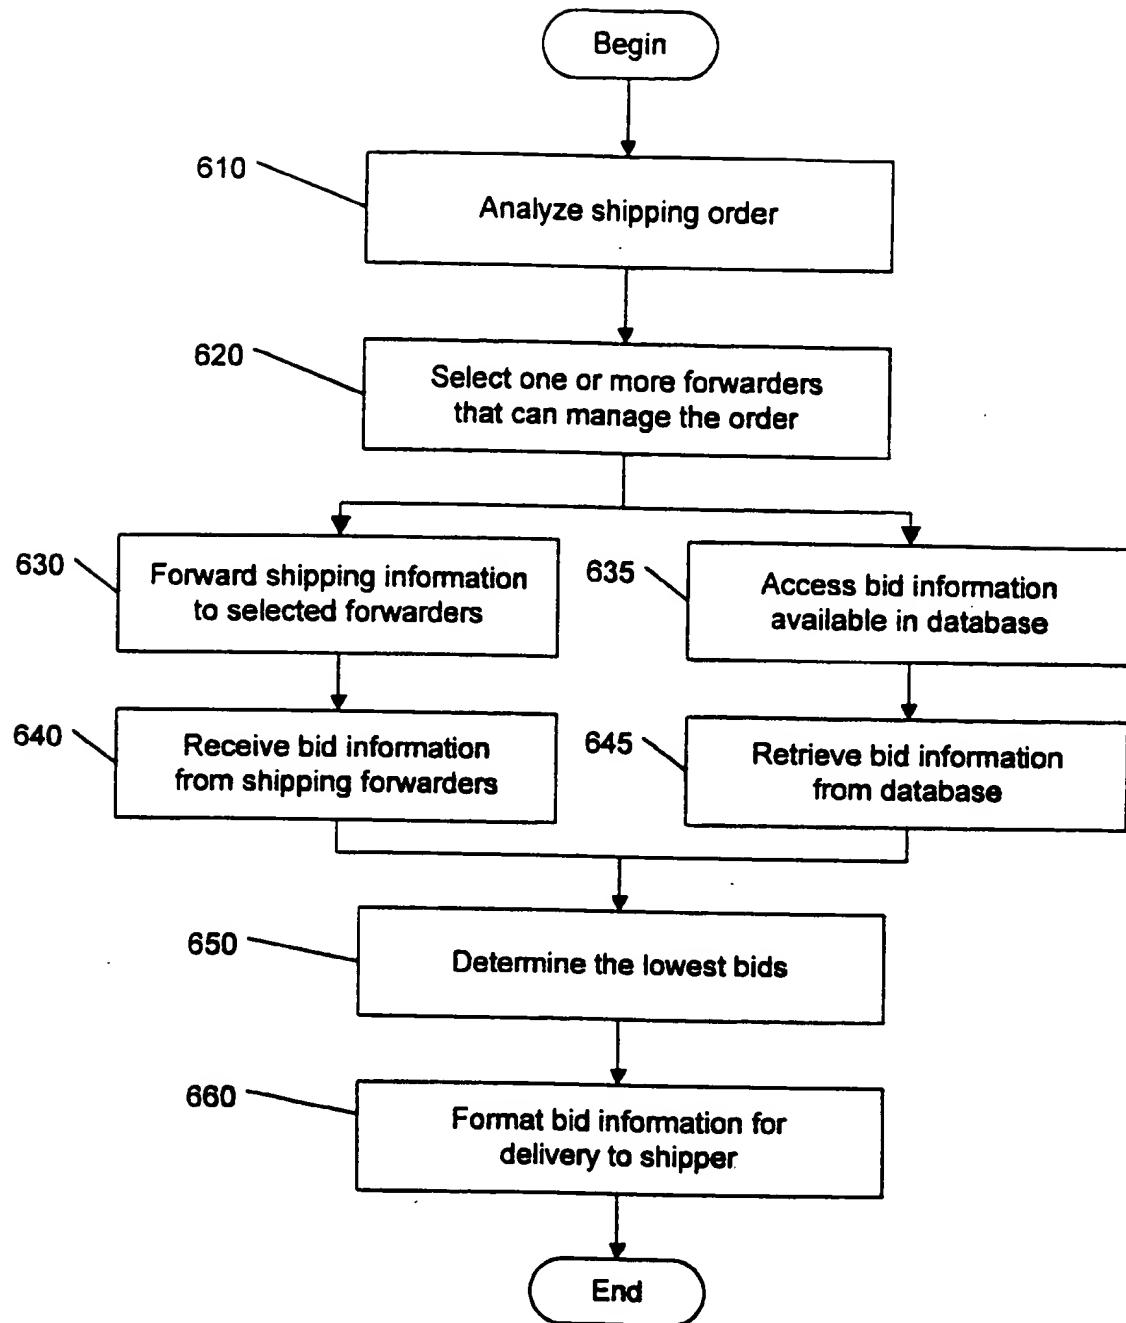 Begin
610
Analyze shipping order
620
Select one or more forwarders
that can manage the order
630
Forward shipping information
to selected forwarders
635
Access bid information
available in database
640
Receive bid information
from shipping forwarders
645
Retrieve bid information
from database
650
Determine the lowest bids
660
Format bid information for
delivery to shipper
End